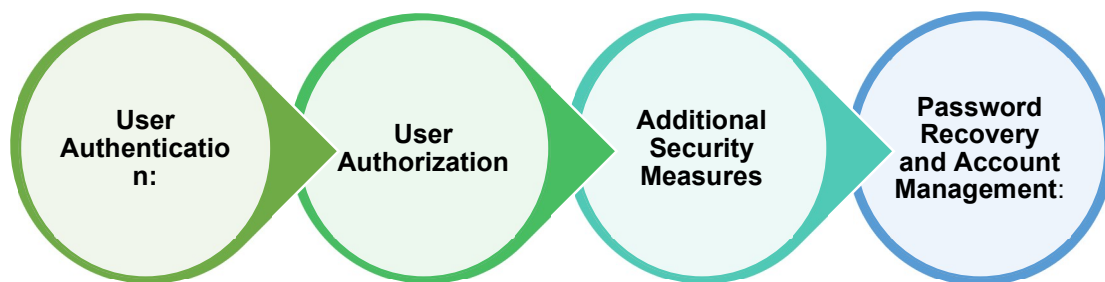 User
Authenticatio
n:
User
Authorization
Additional
Security
Measures
Password
Recovery
and Account
Management: